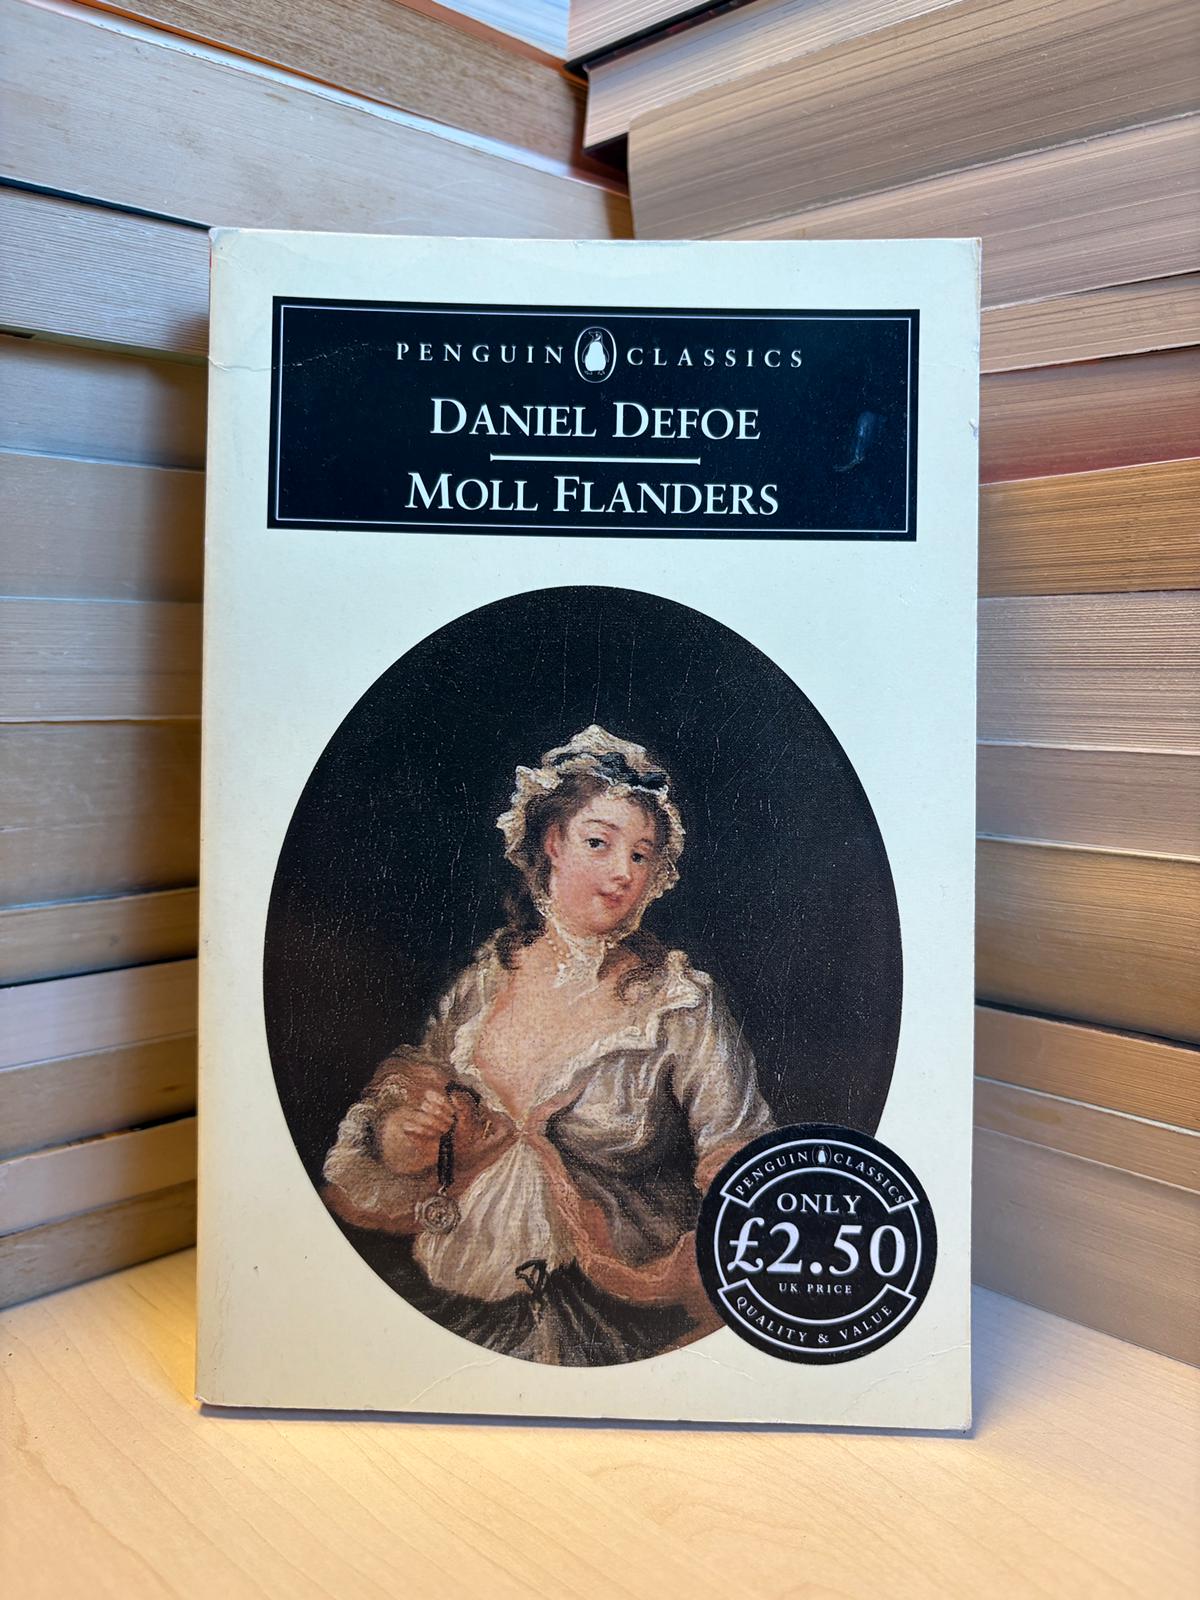 PENGUIN CLASSICS
DANIEL DEFOE
MOLL FLANDERS
PENGUIN CLASSICS
ONLY
£2.50
UK PRICE
QUALITY & VALUE